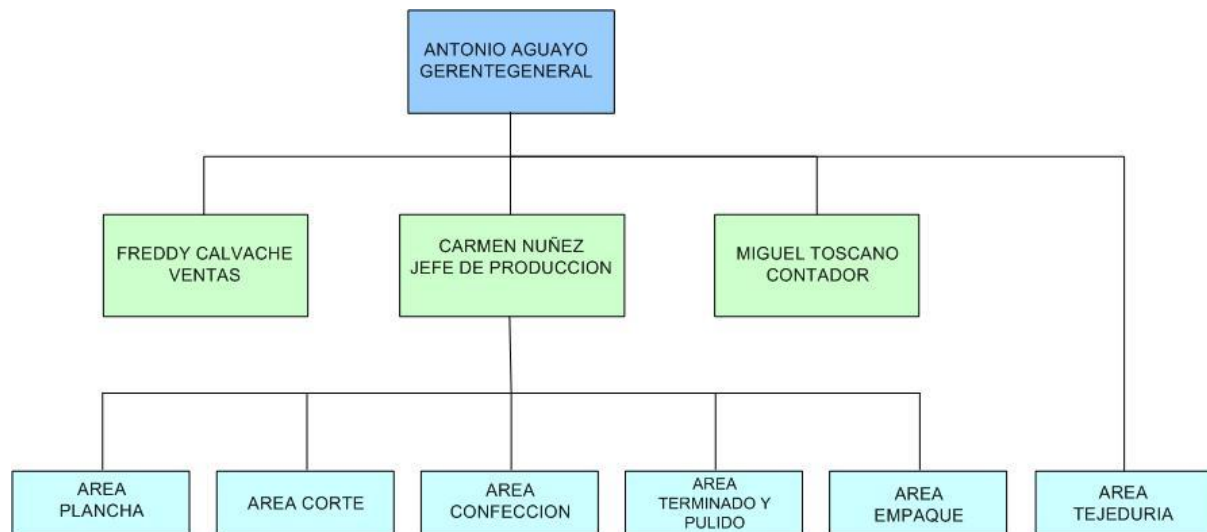 ANTONIO AGUAYO
GERENTEGENERAL
FREDDY CALVACHE
VENTAS
CARMEN NUÑEZ
JEFE DE PRODUCCION
MIGUEL TOSCANO
CONTADOR
AREA
PLANCHA
AREA CORTE
AREA
CONFECCION
AREA
TERMINADO Y
PULIDO
AREA
EMPAQUE
AREA
TEJEDURIA